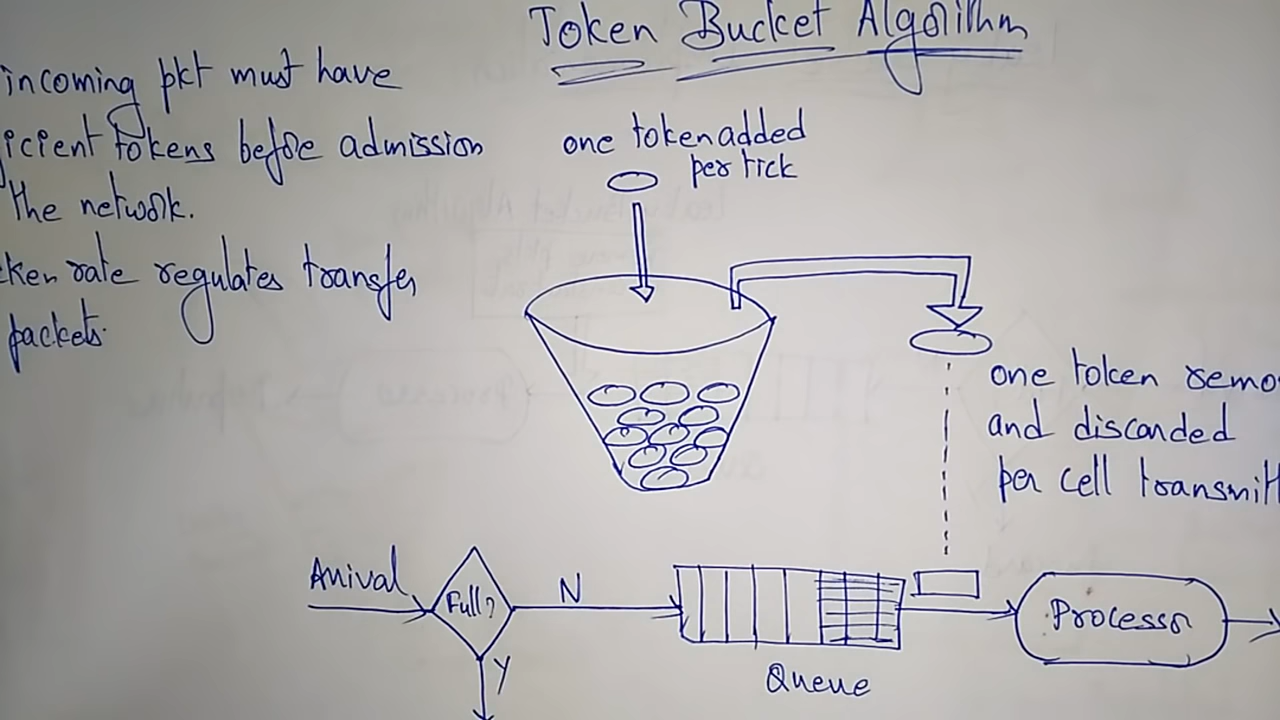 Token Bucket Algorithm
incoming pkt must have
icient tokens before admission
the network.
ken rate regulates transfer
packets.
one token added
per tick
one token remo
and discarded
per cell transmitt
Arrival
Full?
N
Y
Queue
Processor